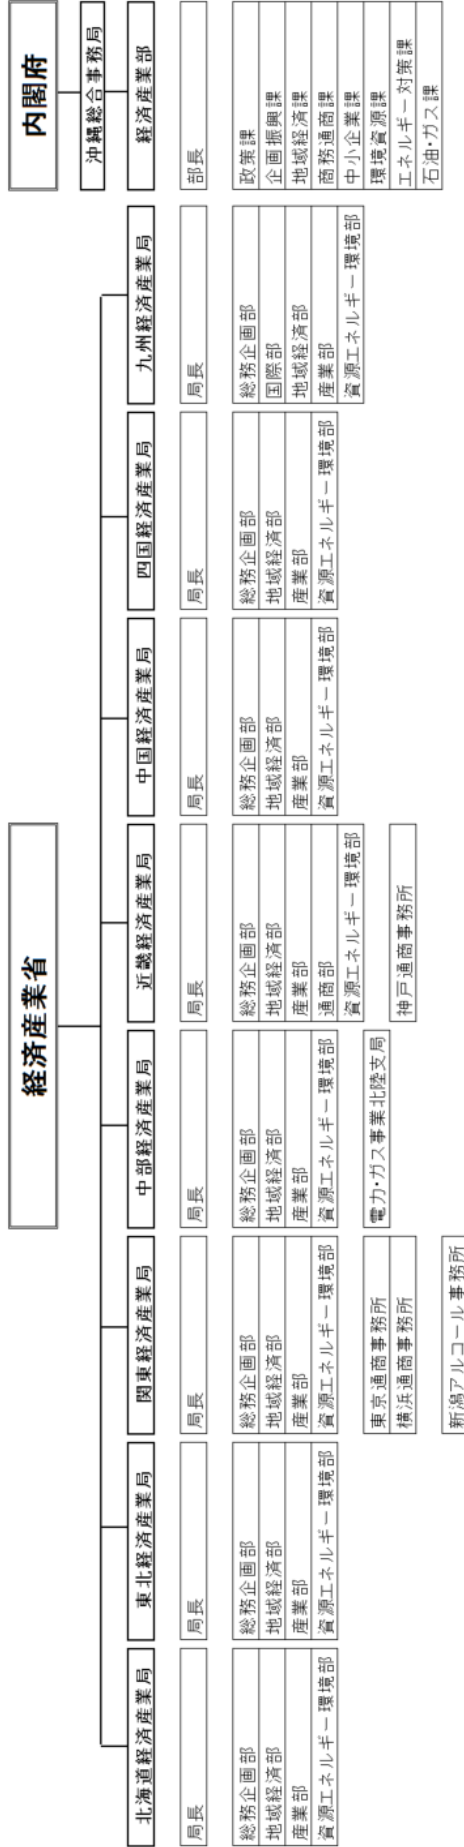 経済産業省
北海道経済産業局
局長
総務企画部
地域経済部
産業部
資源エネルギー環境部
東北経済産業局
局長
総務企画部
地域経済部
産業部
資源エネルギー環境部
関東経済産業局
局長
総務企画部
地域経済部
産業部
資源エネルギー環境部
東京通商事務所
横浜通商事務所
新潟アルコール事務所
中部経済産業局
局長
総務企画部
地域経済部
産業部
資源エネルギー環境部
電力・ガス事業北陸支局
近畿経済産業局
局長
総務企画部
地域経済部
産業部
通商部
資源エネルギー環境部
神戸通商事務所
中国経済産業局
局長
総務企画部
地域経済部
産業部
資源エネルギー環境部
四国経済産業局
局長
総務企画部
地域経済部
産業部
資源エネルギー環境部
九州経済産業局
局長
総務企画部
国際部
地域経済部
産業部
資源エネルギー環境部
内閣府
沖縄総合事務局
経済産業部
部長
政策課
企画振興課
地域経済課
商務通商課
中小企業課
環境資源課
エネルギー対策課
石油・ガス課